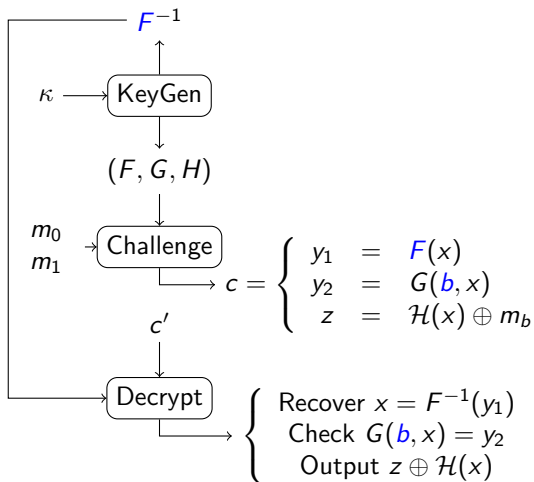 F⁻¹
κ
KeyGen
(F, G, H)
m₀
m₁
Challenge
c = {
y₁ = F(x)
y₂ = G(b, x)
z = ℋ(x) ⊕ m_b
c′
Decrypt
{
Recover x = F⁻¹(y₁)
Check G(b, x) = y₂
Output z ⊕ ℋ(x)